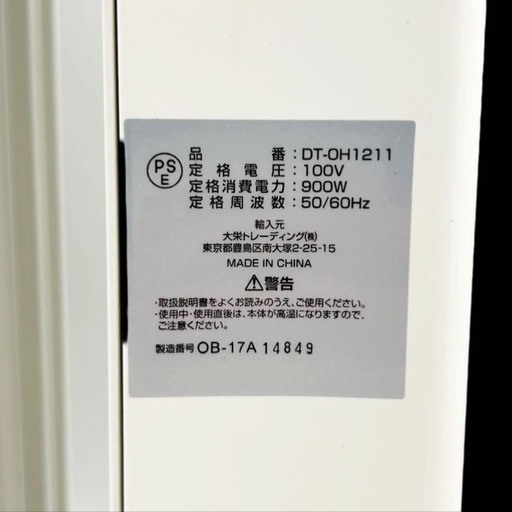 PS
E
品番：DT-OH1211
定格電圧：100V
定格消費電力：900W
定格周波数：50/60Hz
輸入元
大栄トレーディング㈱
東京都豊島区南大塚2-25-15
MADE IN CHINA
⚠警告
・取扱説明書をよくお読みのうえ、ご使用ください。
・使用中・使用直後は、本体が高温になりますので、
ご注意ください。
製造番号 OB-17A 14849